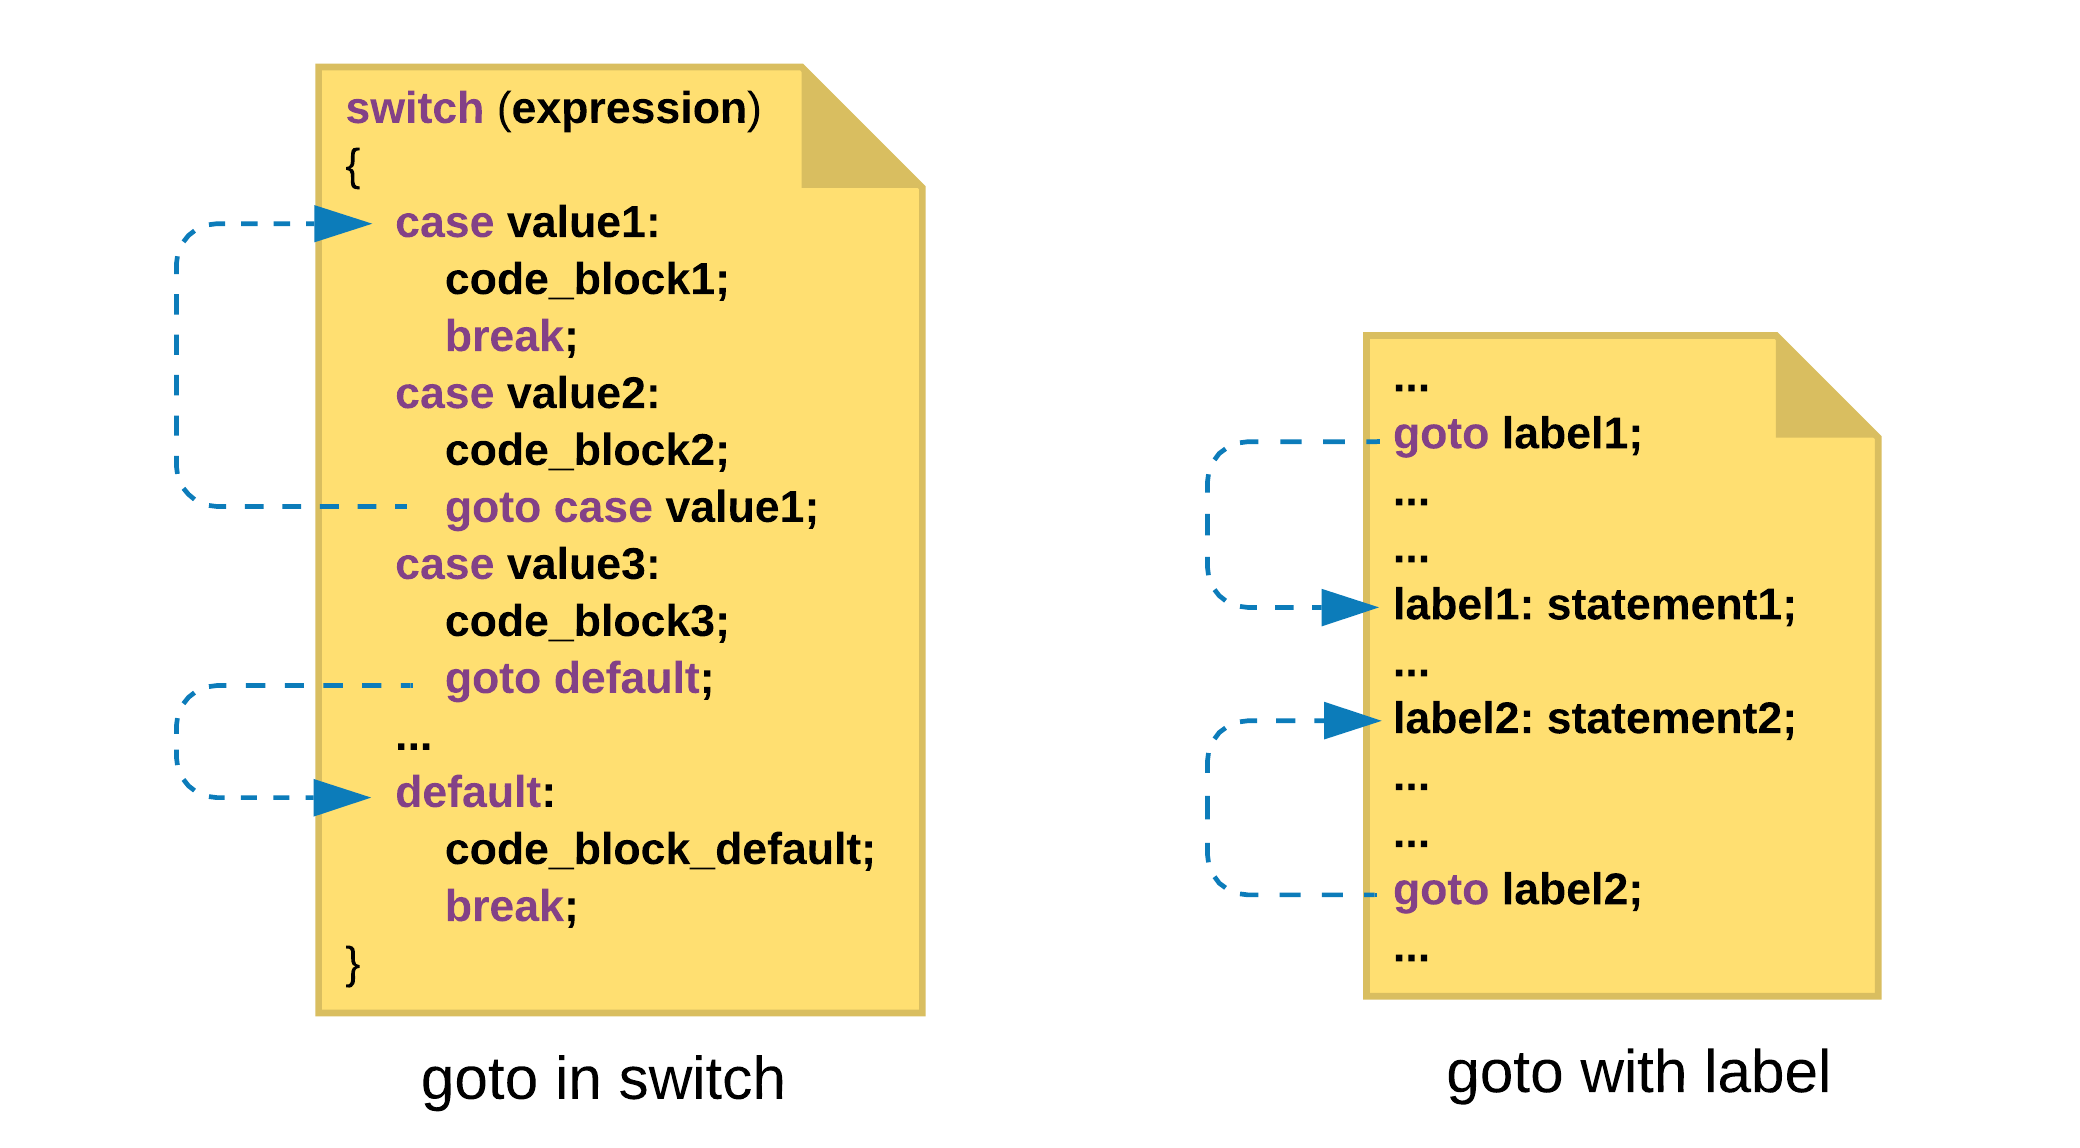 switch (expression)
{
case value1:
code_block1;
break;
case value2:
code_block2;
goto case value1;
case value3:
code_block3;
goto default;
...
default:
code_block_default;
break;
}
goto in switch
...
goto label1;
...
...
label1: statement1;
...
label2: statement2;
...
...
goto label2;
...
goto with label